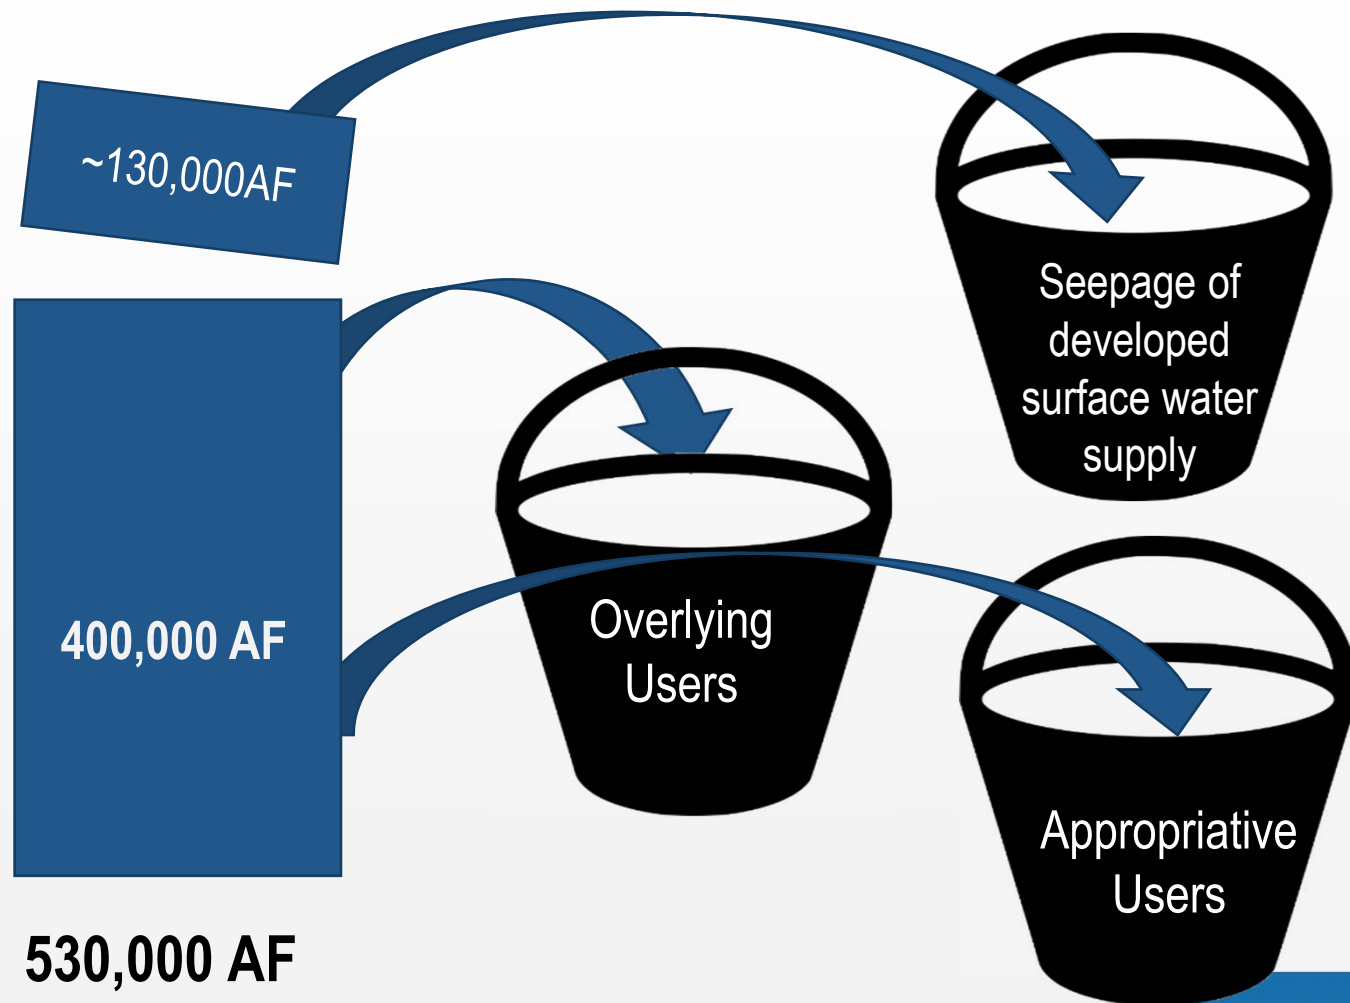 ~130,000AF
Seepage of
developed
surface water
supply
400,000 AF
Overlying
Users
Appropriative
Users
530,000 AF